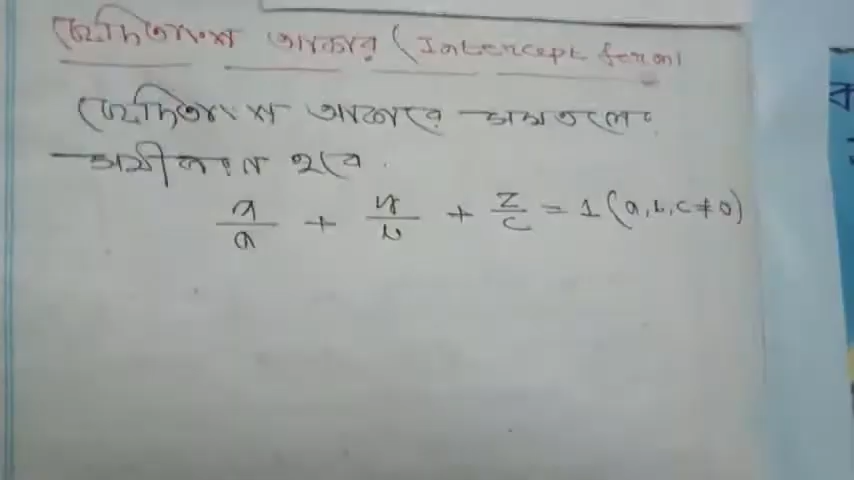 ছেদিতাংশ আকার (Intercept form)
ছেদিতাংশ আকারে সমতলের
সমীকরণ হবে.
x/a + y/b + z/c = 1 (a, b, c ≠ 0)